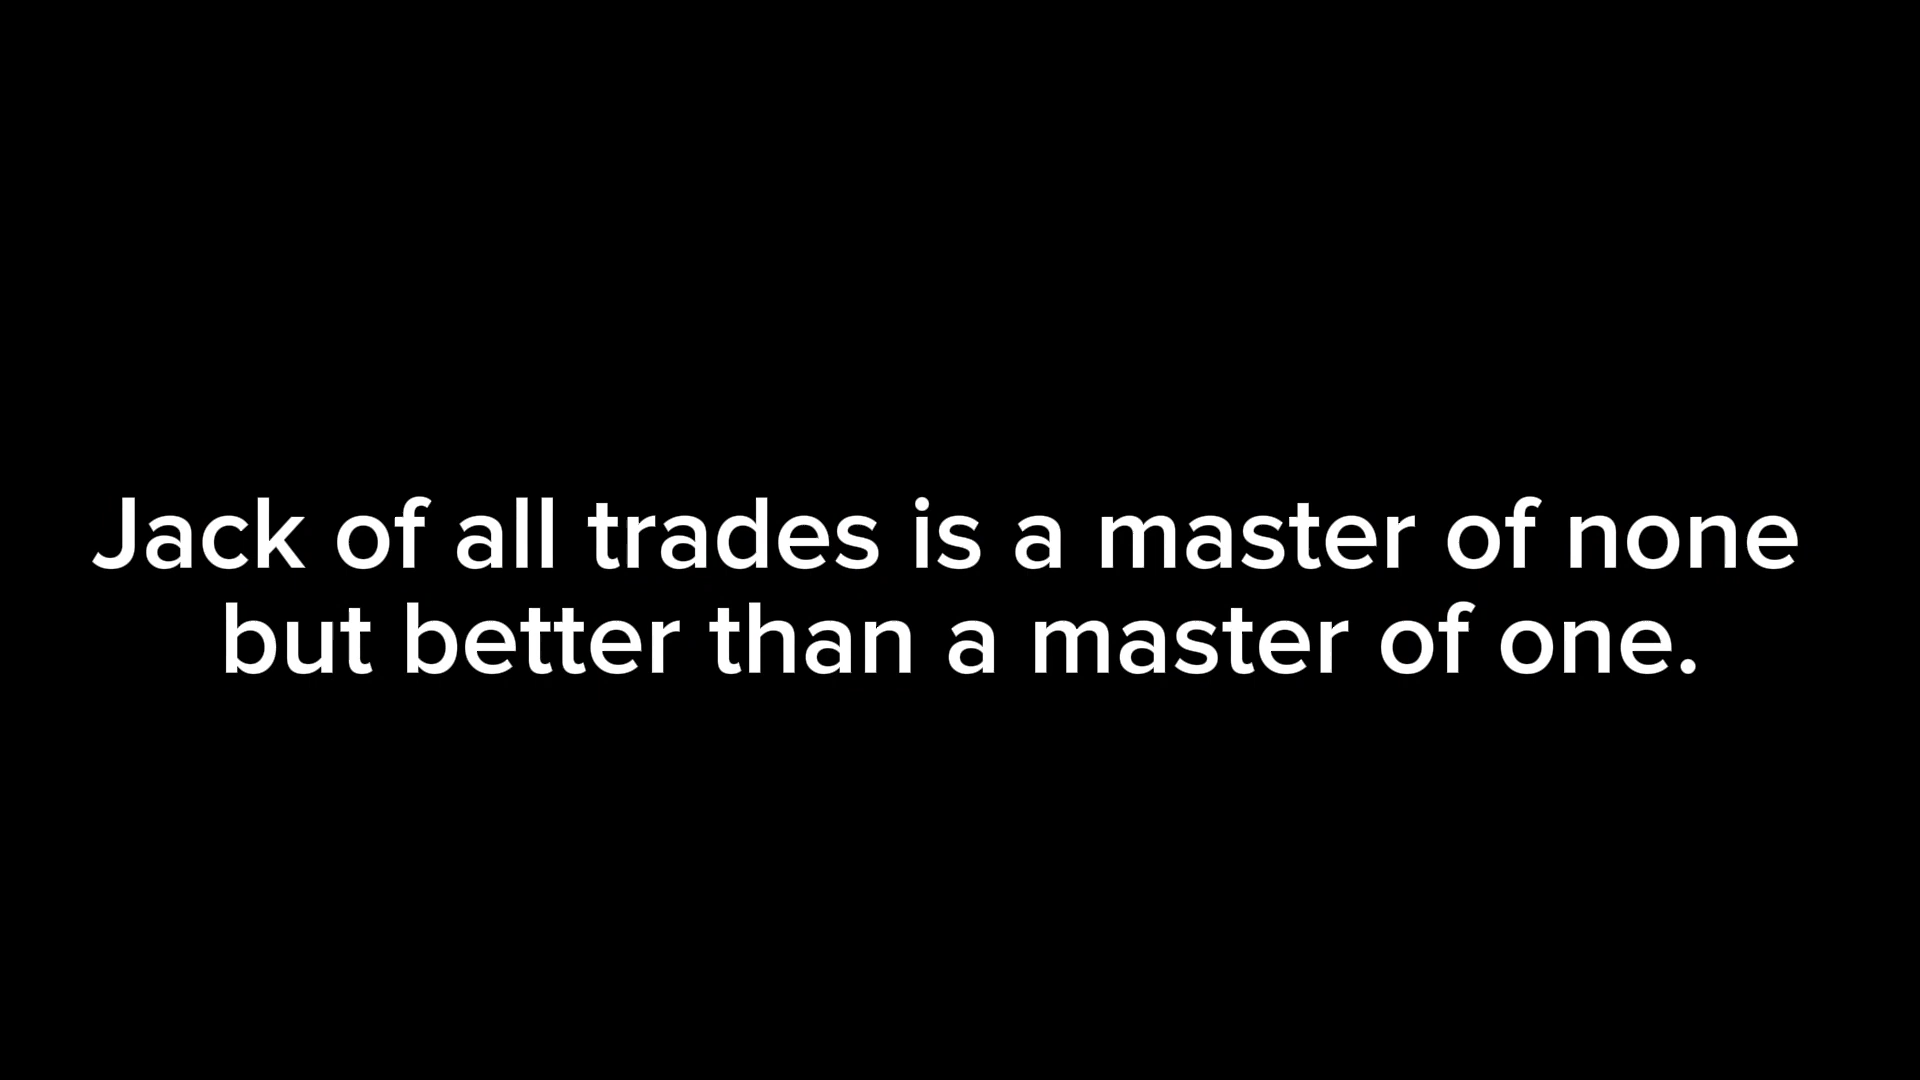 Jack of all trades is a master of none
but better than a master of one.